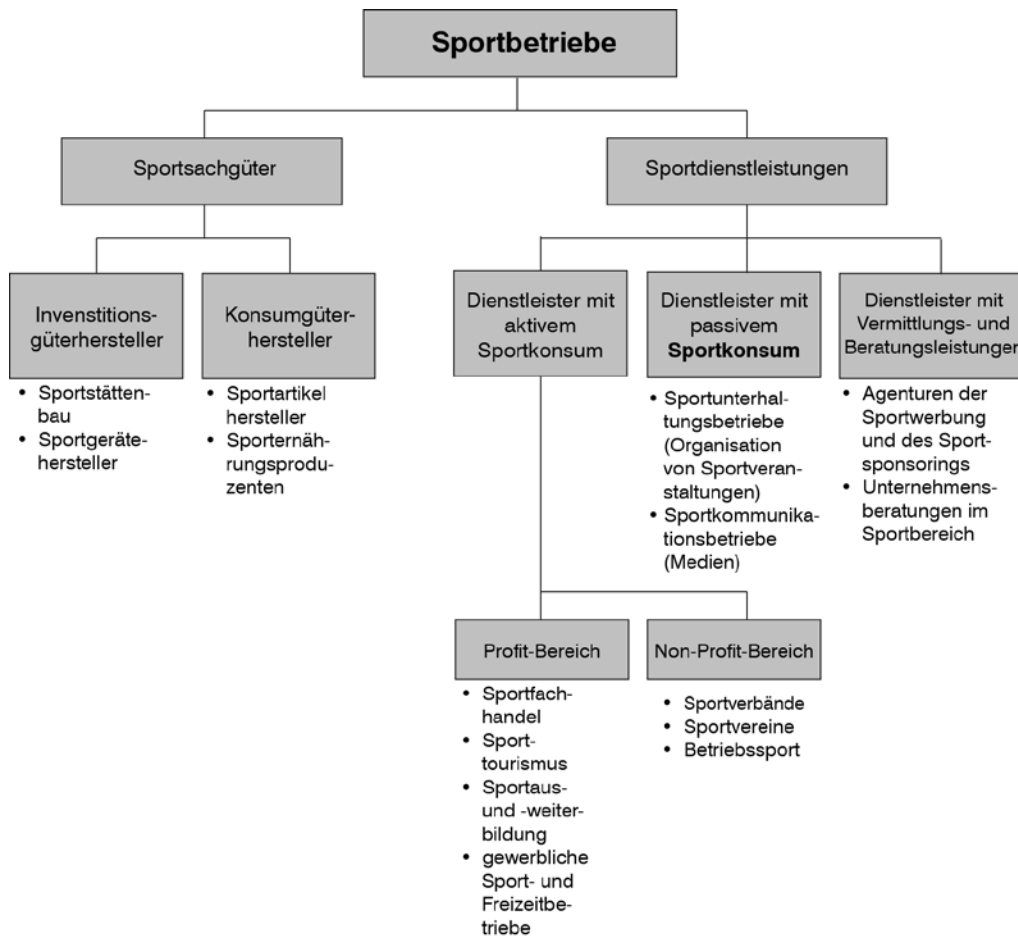 Sportbetriebe
Sportsachgüter
Sportdienstleistungen
Invenstitions-
güterhersteller
Konsumgüter-
hersteller
Dienstleister mit
aktivem
Sportkonsum
Dienstleister mit
passivem
Sportkonsum
Dienstleister mit
Vermittlungs- und
Beratungsleistungen
• Sportstätten-
bau
• Sportgeräte-
hersteller
• Sportartikel
hersteller
• Sporternäh-
rungsprodu-
zenten
• Sportunterhal-
tungsbetriebe
(Organisation
von Sportveran-
staltungen)
• Sportkommunika-
tionsbetriebe
(Medien)
• Agenturen der
Sportwerbung
und des Sport-
sponsorings
• Unternehmens-
beratungen im
Sportbereich
Profit-Bereich
Non-Profit-Bereich
• Sportfach-
handel
• Sport-
tourismus
• Sportaus-
und -weiter-
bildung
• gewerbliche
Sport- und
Freizeitbe-
triebe
• Sportverbände
• Sportvereine
• Betriebssport